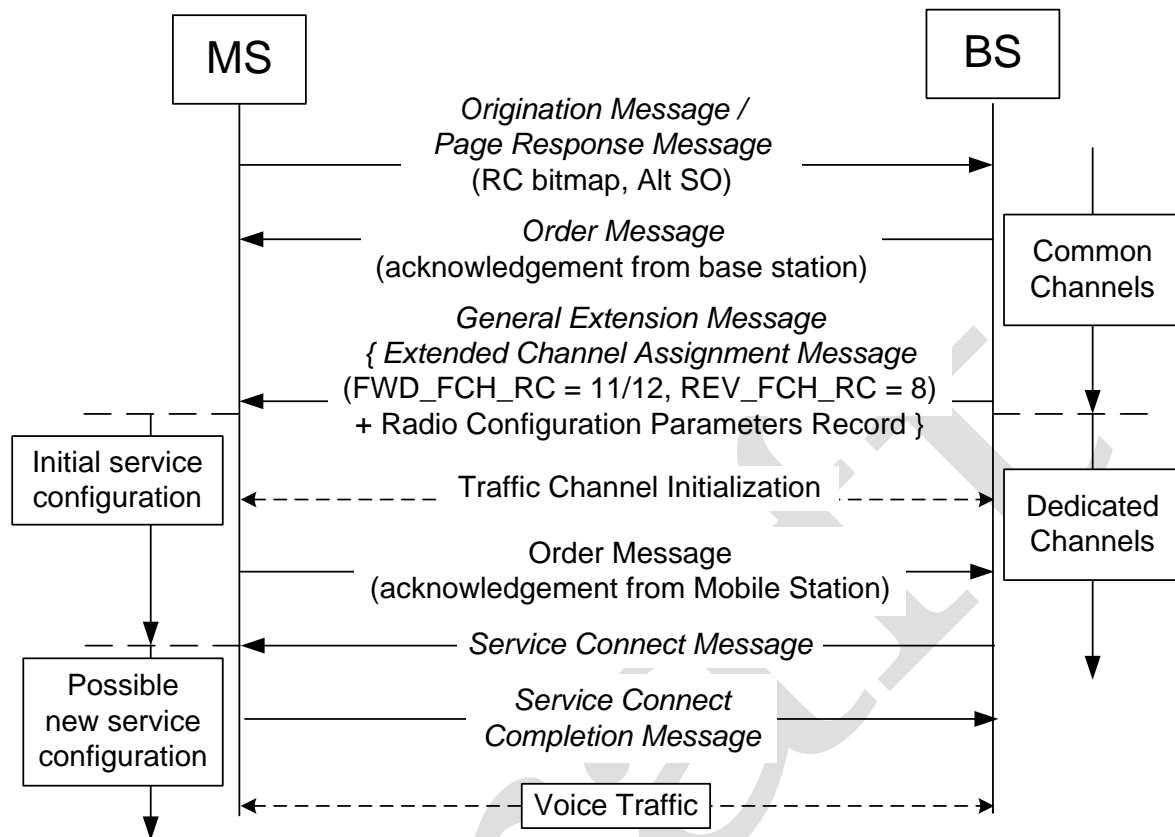 MS
BS
Origination Message /
Page Response Message
(RC bitmap, Alt SO)
Order Message
(acknowledgement from base station)
Common
Channels
General Extension Message
{ Extended Channel Assignment Message
(FWD_FCH_RC = 11/12, REV_FCH_RC = 8)
+ Radio Configuration Parameters Record }
Initial service
configuration
Traffic Channel Initialization
Dedicated
Channels
Order Message
(acknowledgement from Mobile Station)
Service Connect Message
Possible
new service
configuration
Service Connect
Completion Message
Voice Traffic